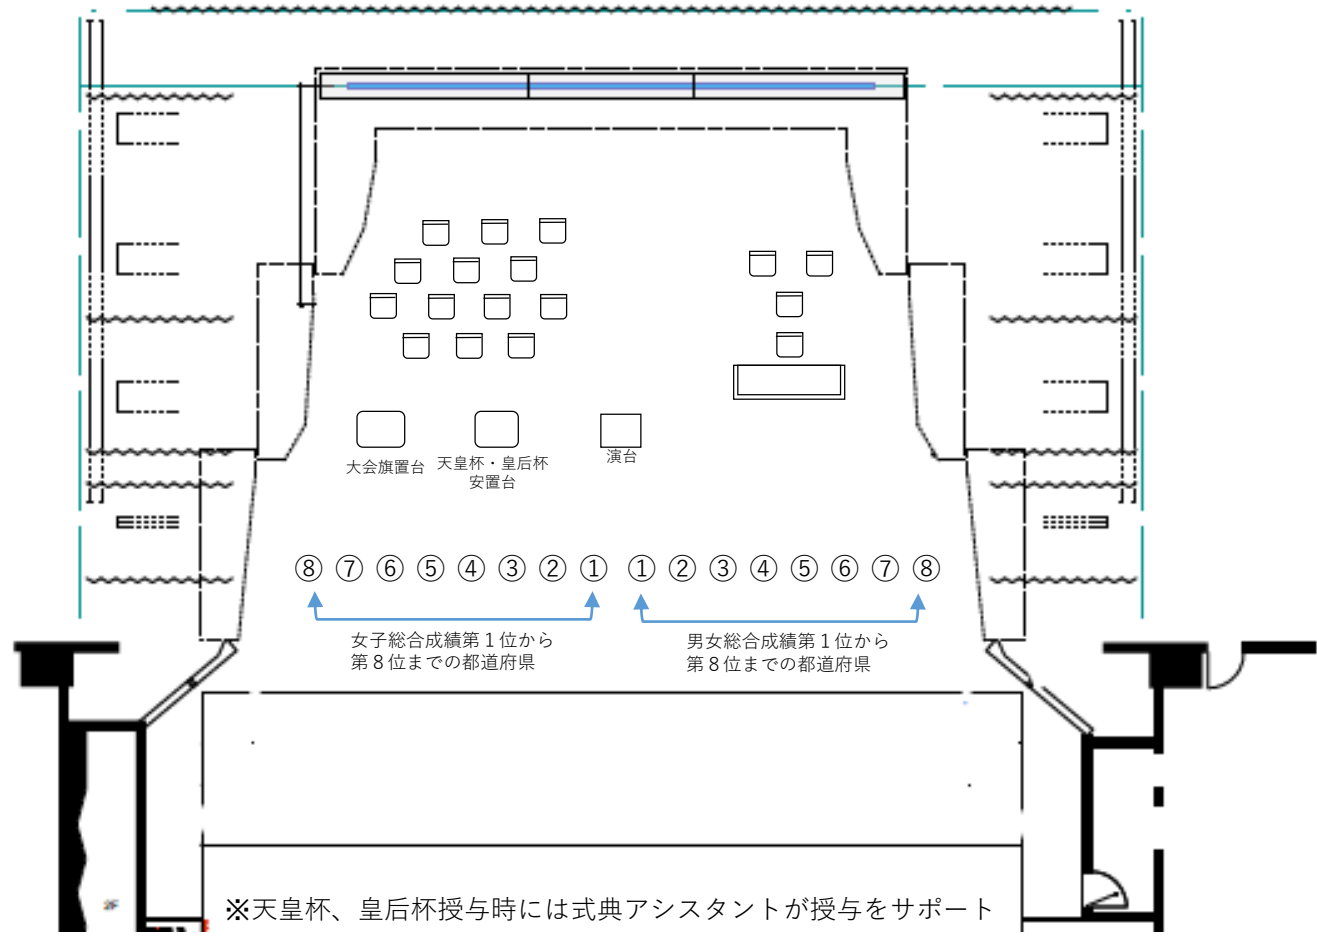 大会旗置台
天皇杯・皇后杯
安置台
演台
⑧ ⑦ ⑥ ⑤ ④ ③ ② ① ① ② ③ ④ ⑤ ⑥ ⑦ ⑧
女子総合成績第１位から
第８位までの都道府県
男女総合成績第１位から
第８位までの都道府県
2F
※天皇杯、皇后杯授与時には式典アシスタントが授与をサポート